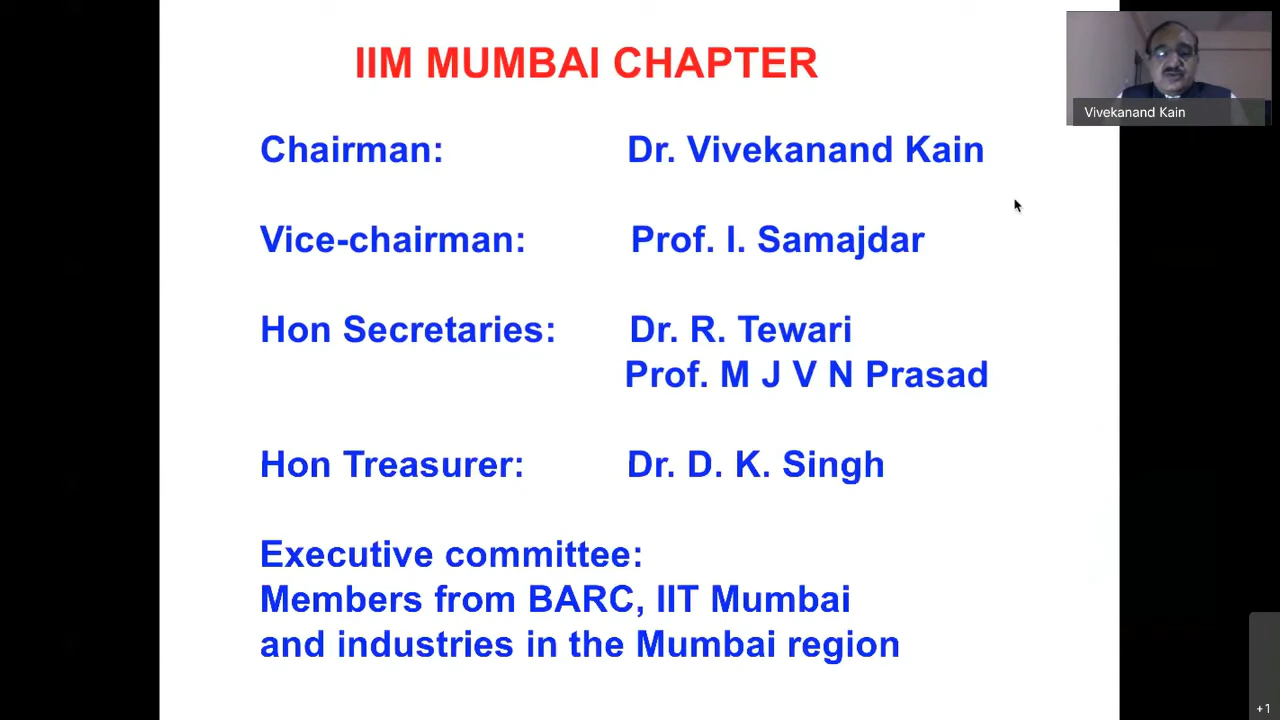 IIM MUMBAI CHAPTER
Vivekanand Kain
Chairman: Dr. Vivekanand Kain
Vice-chairman: Prof. I. Samajdar
Hon Secretaries: Dr. R. Tewari
Prof. M J V N Prasad
Hon Treasurer: Dr. D. K. Singh
Executive committee:
Members from BARC, IIT Mumbai
and industries in the Mumbai region
+1